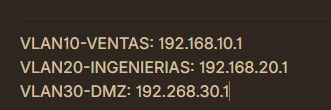 VLAN10-VENTAS: 192.168.10.1
VLAN20-INGENIERIAS: 192.168.20.1
VLAN30-DMZ: 192.268.30.1